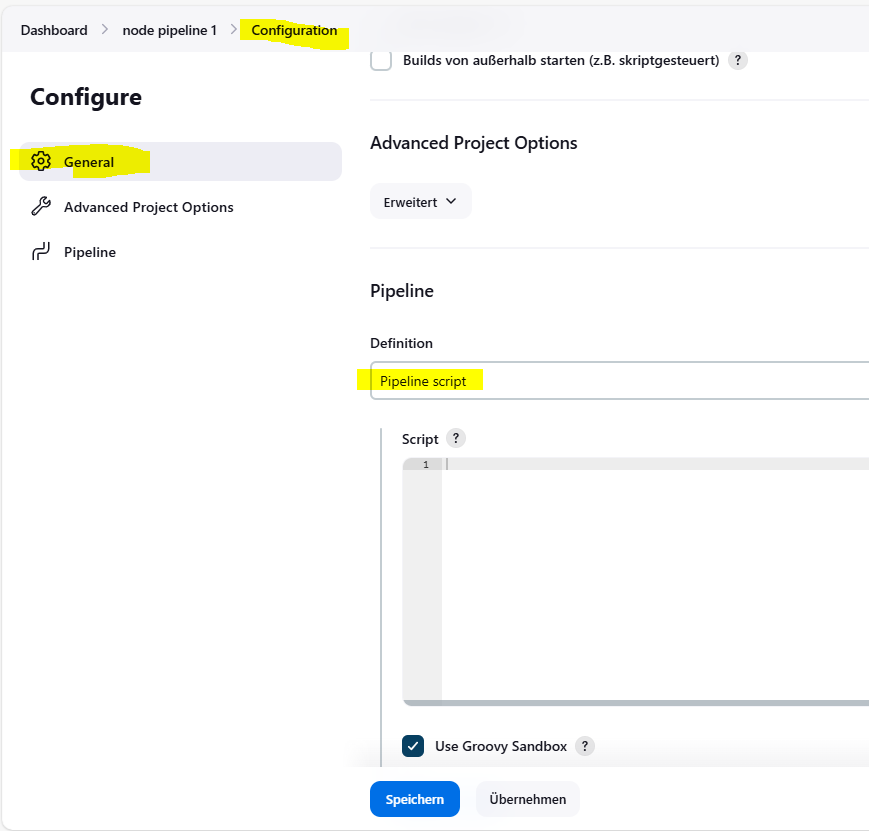 Dashboard > node pipeline 1 > Configuration
Configure
General
Advanced Project Options
Pipeline
Builds von außerhalb starten (z.B. skriptgesteuert) ?
Advanced Project Options
Erweitert
Pipeline
Definition
Pipeline script
Script ?
1
Use Groovy Sandbox ?
Speichern
Übernehmen